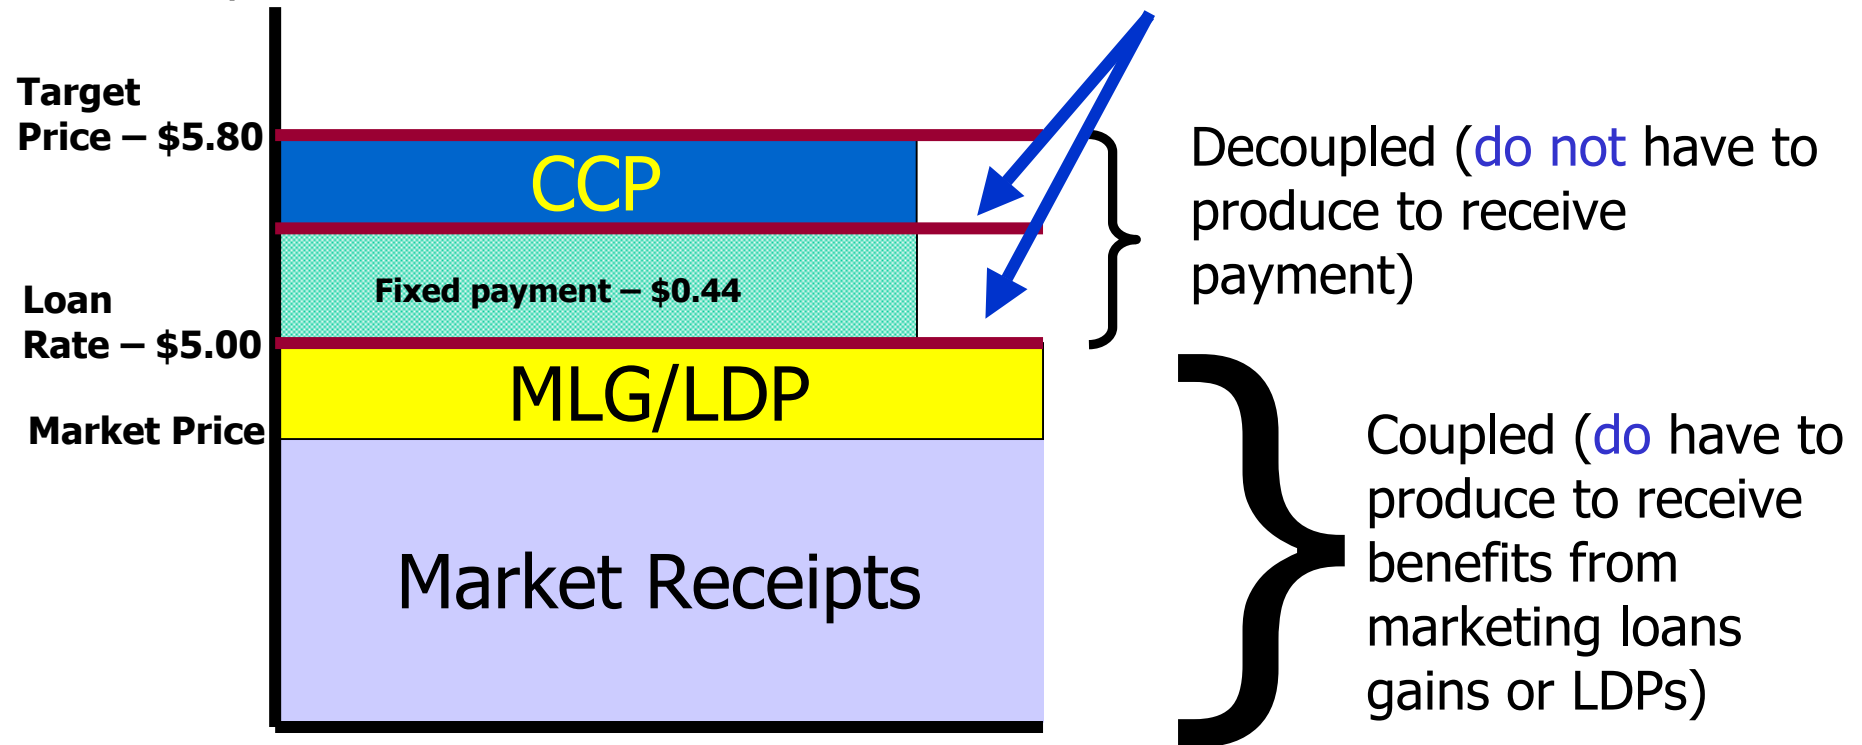 Target
Price – $5.80
CCP
Decoupled (do not have to
produce to receive
payment)
Fixed payment – $0.44
Loan
Rate – $5.00
MLG/LDP
Market Price
Coupled (do have to
produce to receive
benefits from
marketing loans
gains or LDPs)
Market Receipts